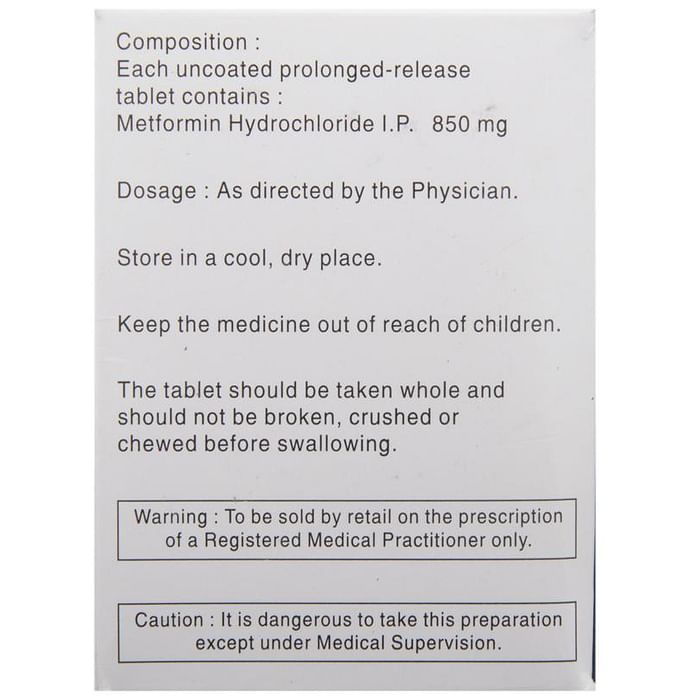 Composition :
Each uncoated prolonged-release
tablet contains :
Metformin Hydrochloride I.P. 850 mg
Dosage : As directed by the Physician.
Store in a cool, dry place.
Keep the medicine out of reach of children.
The tablet should be taken whole and
should not be broken, crushed or
chewed before swallowing.
Warning : To be sold by retail on the prescription
of a Registered Medical Practitioner only.
Caution : It is dangerous to take this preparation
except under Medical Supervision.